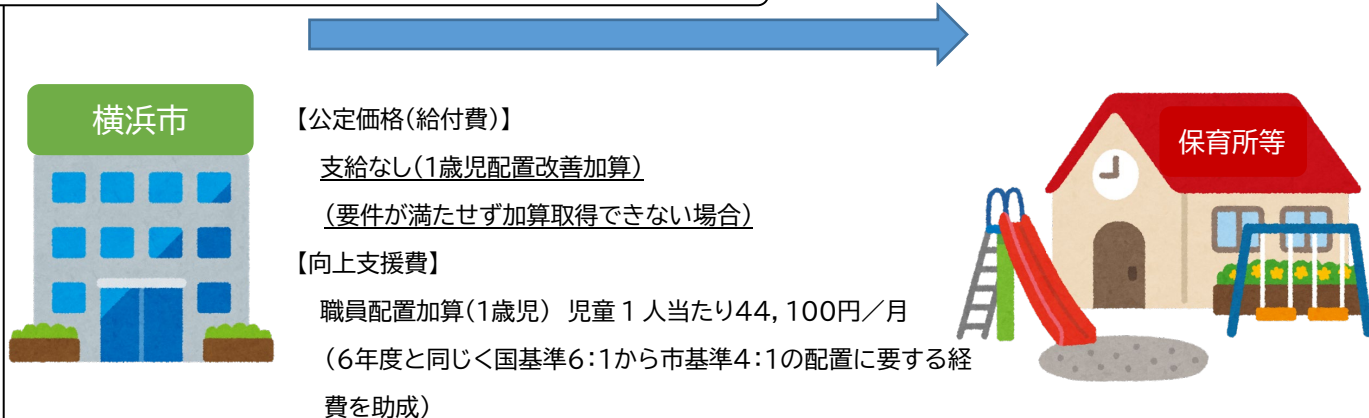 横浜市
【公定価格(給付費)】
支給なし(1歳児配置改善加算)
(要件が満たせず加算取得できない場合)
【向上支援費】
職員配置加算(1歳児) 児童1人当たり44,100円/月
(6年度と同じく国基準6:1から市基準4:1の配置に要する経
費を助成)
保育所等